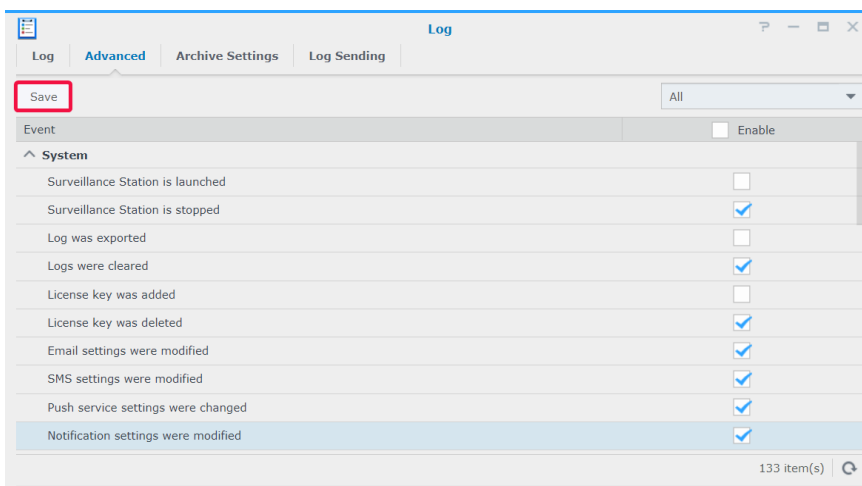 Log
Log Advanced Archive Settings Log Sending
Save All
Event Enable
System
Surveillance Station is launched
Surveillance Station is stopped
Log was exported
Logs were cleared
License key was added
License key was deleted
Email settings were modified
SMS settings were modified
Push service settings were changed
Notification settings were modified
133 item(s)